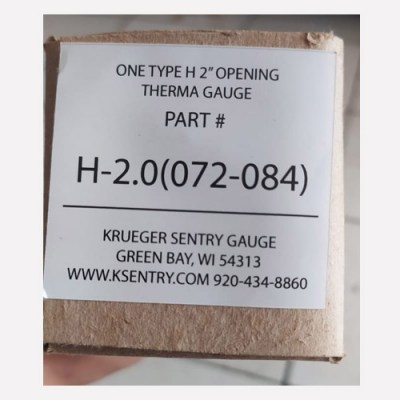 ONE TYPE H 2” OPENING
THERMA GAUGE
PART #
H-2.0(072-084)
KRUEGER SENTRY GAUGE
GREEN BAY, WI 54313
WWW.KSENTRY.COM 920-434-8860